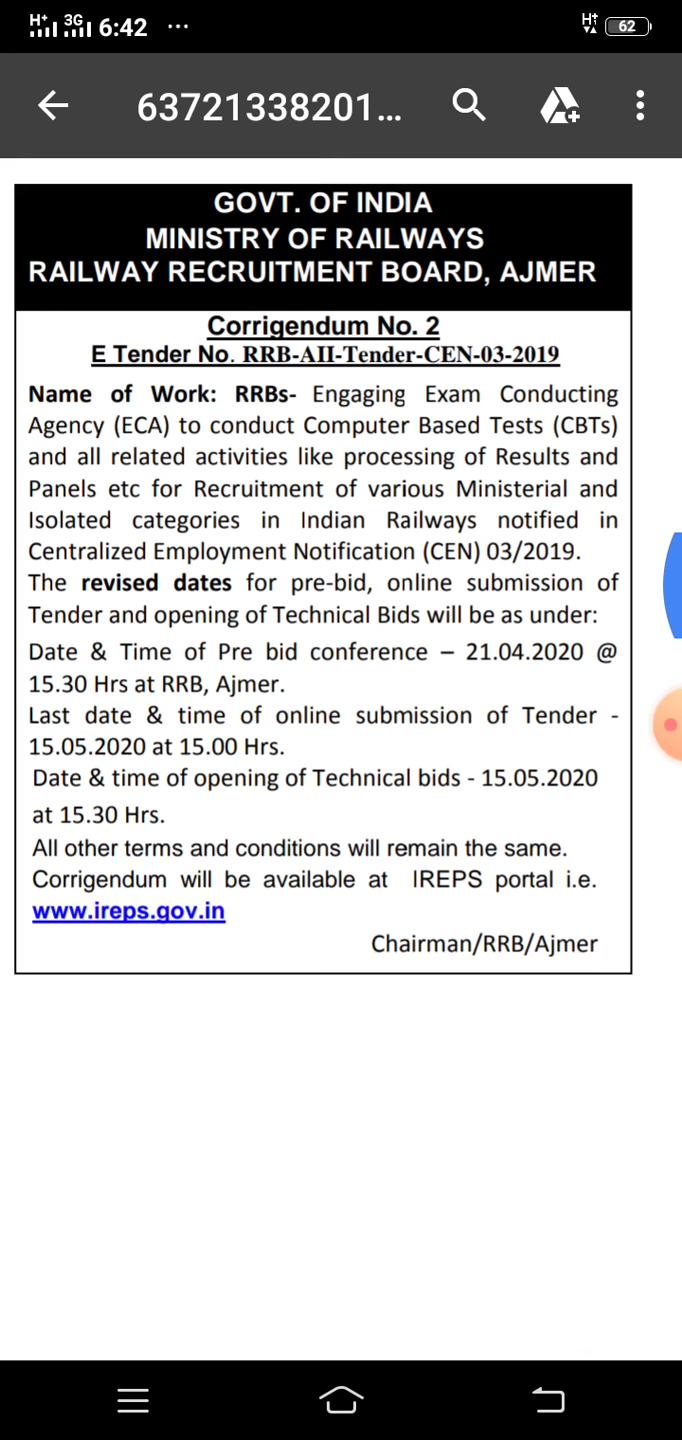 H+ 3G 6:42 ...
H+ 62
63721338201...
GOVT. OF INDIA
MINISTRY OF RAILWAYS
RAILWAY RECRUITMENT BOARD, AJMER
Corrigendum No. 2
E Tender No. RRB-AII-Tender-CEN-03-2019
Name of Work: RRBs- Engaging Exam Conducting
Agency (ECA) to conduct Computer Based Tests (CBTs)
and all related activities like processing of Results and
Panels etc for Recruitment of various Ministerial and
Isolated categories in Indian Railways notified in
Centralized Employment Notification (CEN) 03/2019.
The revised dates for pre-bid, online submission of
Tender and opening of Technical Bids will be as under:
Date & Time of Pre bid conference – 21.04.2020 @
15.30 Hrs at RRB, Ajmer.
Last date & time of online submission of Tender -
15.05.2020 at 15.00 Hrs.
Date & time of opening of Technical bids - 15.05.2020
at 15.30 Hrs.
All other terms and conditions will remain the same.
Corrigendum will be available at IREPS portal i.e.
www.ireps.gov.in
Chairman/RRB/Ajmer